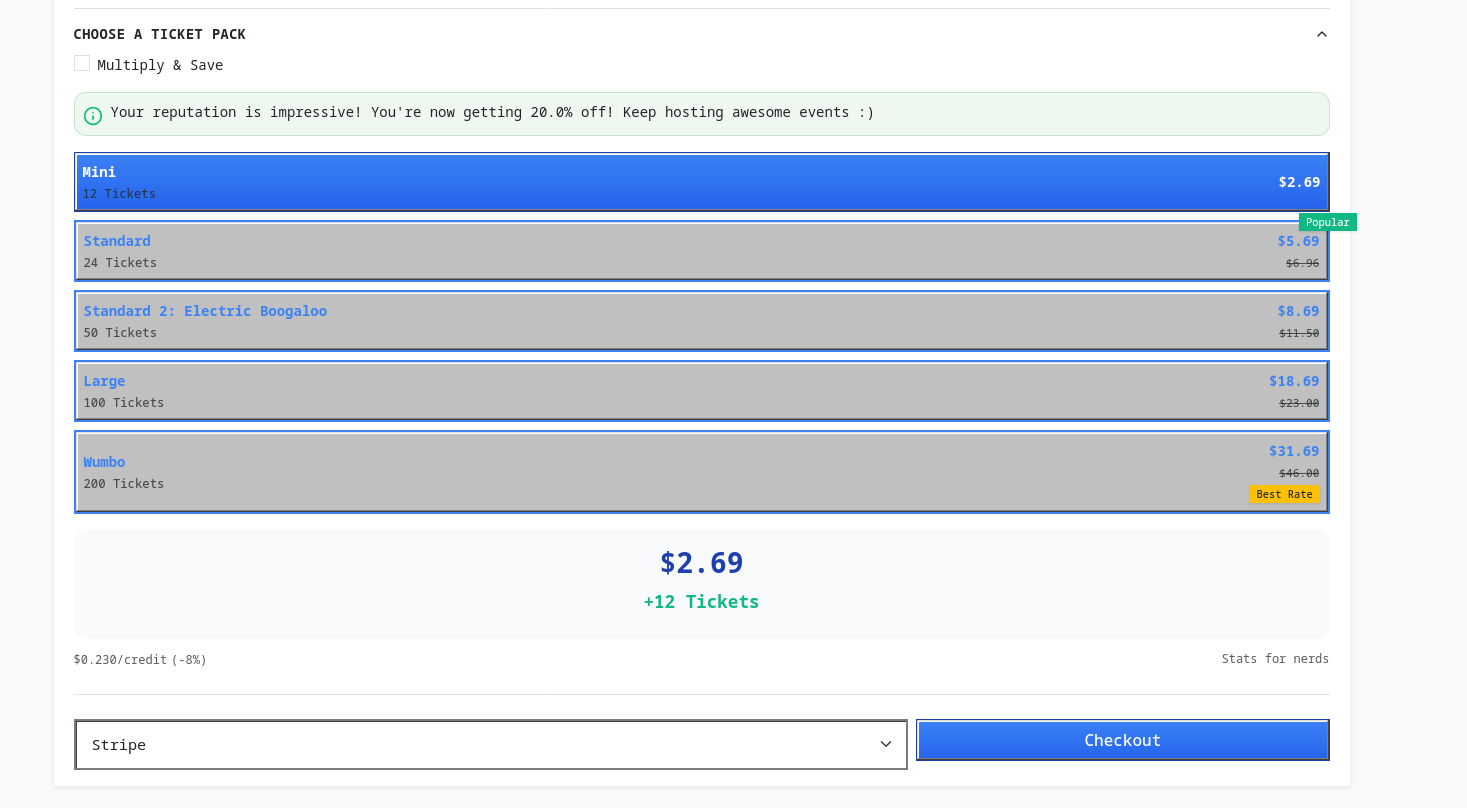 CHOOSE A TICKET PACK
Multiply & Save
Your reputation is impressive! You're now getting 20.0% off! Keep hosting awesome events :)
Mini
12 Tickets
$2.69
Popular
Standard
24 Tickets
$5.69
$6.96
Standard 2: Electric Boogaloo
50 Tickets
$8.69
$11.50
Large
100 Tickets
$18.69
$23.00
Wumbo
200 Tickets
$31.69
$46.00
Best Rate
$2.69
+12 Tickets
$0.230/credit (-8%)
Stats for nerds
Stripe
Checkout